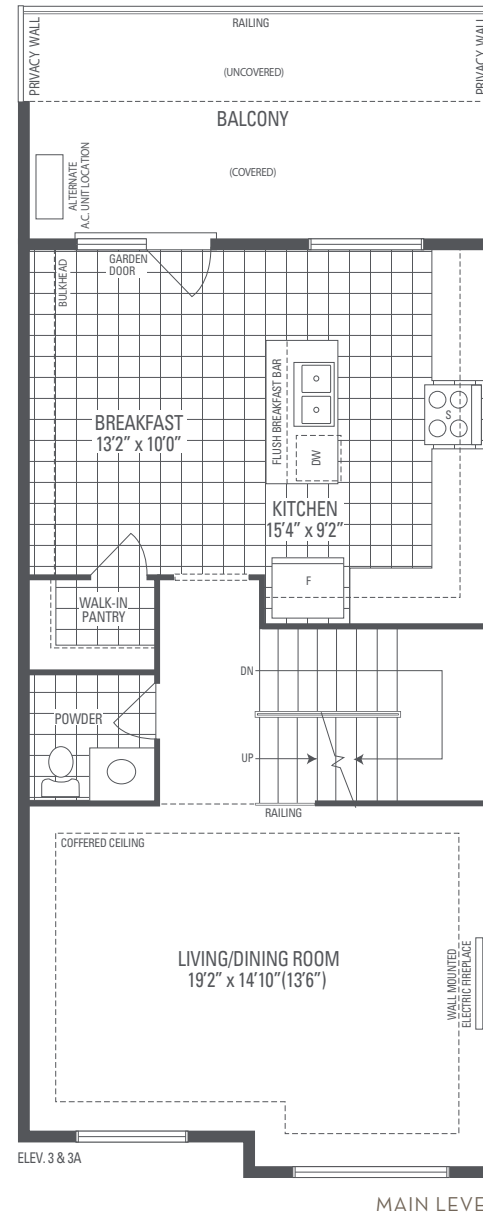 RAILING
PRIVACY WALL
PRIVACY WALL
(UNCOVERED)
BALCONY
(COVERED)
ALTERNATE
A.C. UNIT LOCATION
GARDEN
DOOR
BULKHEAD
FLUSH BREAKFAST BAR
S
BREAKFAST
13'2" x 10'0"
DW
KITCHEN
15'4" x 9'2"
F
WALK-IN
PANTRY
DN
POWDER
UP
RAILING
COFFERED CEILING
LIVING/DINING ROOM
19'2" x 14'10"(13'6")
WALL MOUNTED
ELECTRIC FIREPLACE
ELEV. 3 & 3A
MAIN LEVE